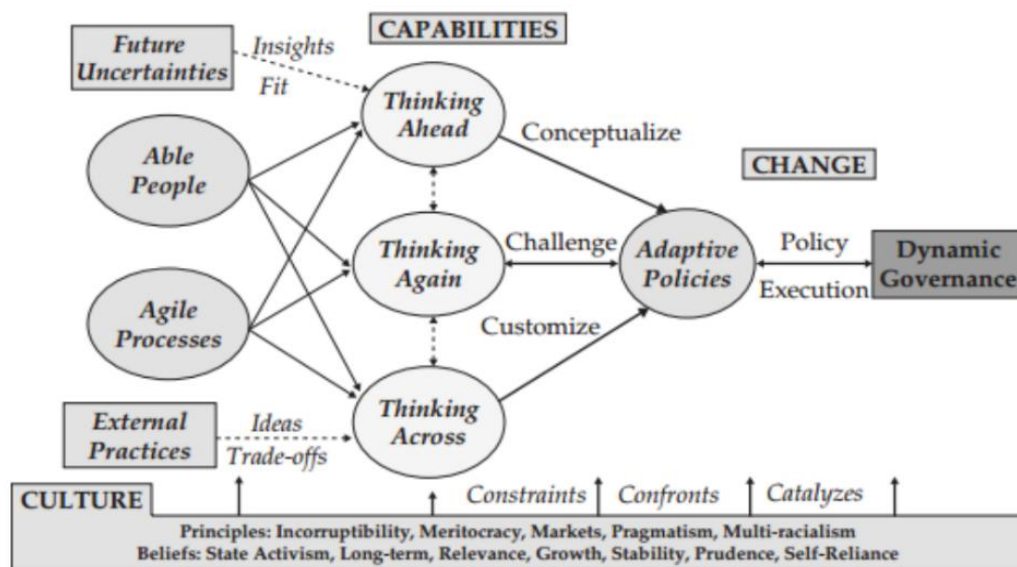 CAPABILITIES
Future
Uncertainties
Insights
Fit
Thinking
Ahead
Conceptualize
Able
People
CHANGE
Thinking
Again
Challenge
Adaptive
Policies
Policy
Execution
Dynamic
Governance
Agile
Processes
Customize
External
Practices
Ideas
Trade-offs
Thinking
Across
CULTURE
Constraints
Confronts
Catalyzes
Principles: Incorruptibility, Meritocracy, Markets, Pragmatism, Multi-racialism
Beliefs: State Activism, Long-term, Relevance, Growth, Stability, Prudence, Self-Reliance